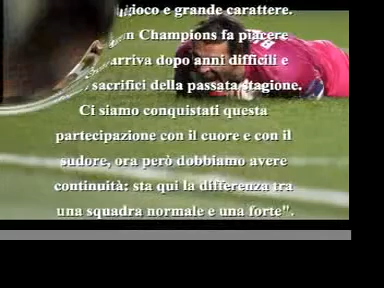 gioco e grande carattere.
Champions fa piacere
arriva dopo anni difficili e
sacrifici della passata stagione.
Ci siamo conquistati questa
partecipazione con il cuore e con il
sudore, ora però dobbiamo avere
continuità: sta qui la differenza tra
una squadra normale e una forte".